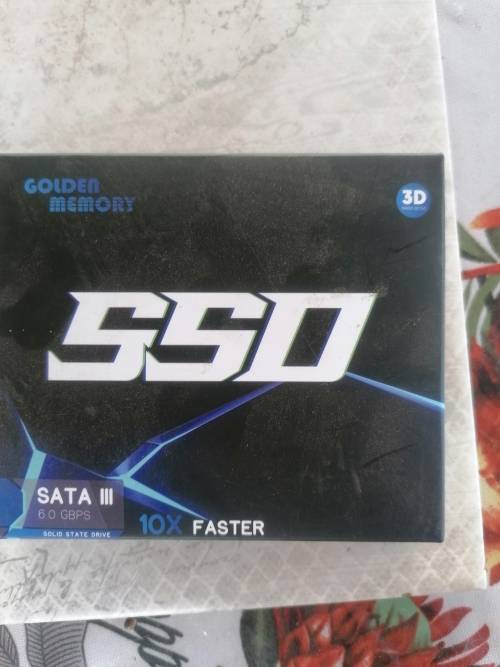 GOLDEN
MEMORY
3D
SSD
SATA III
6.0 GBPS
SOLID STATE DRIVE
10X FASTER